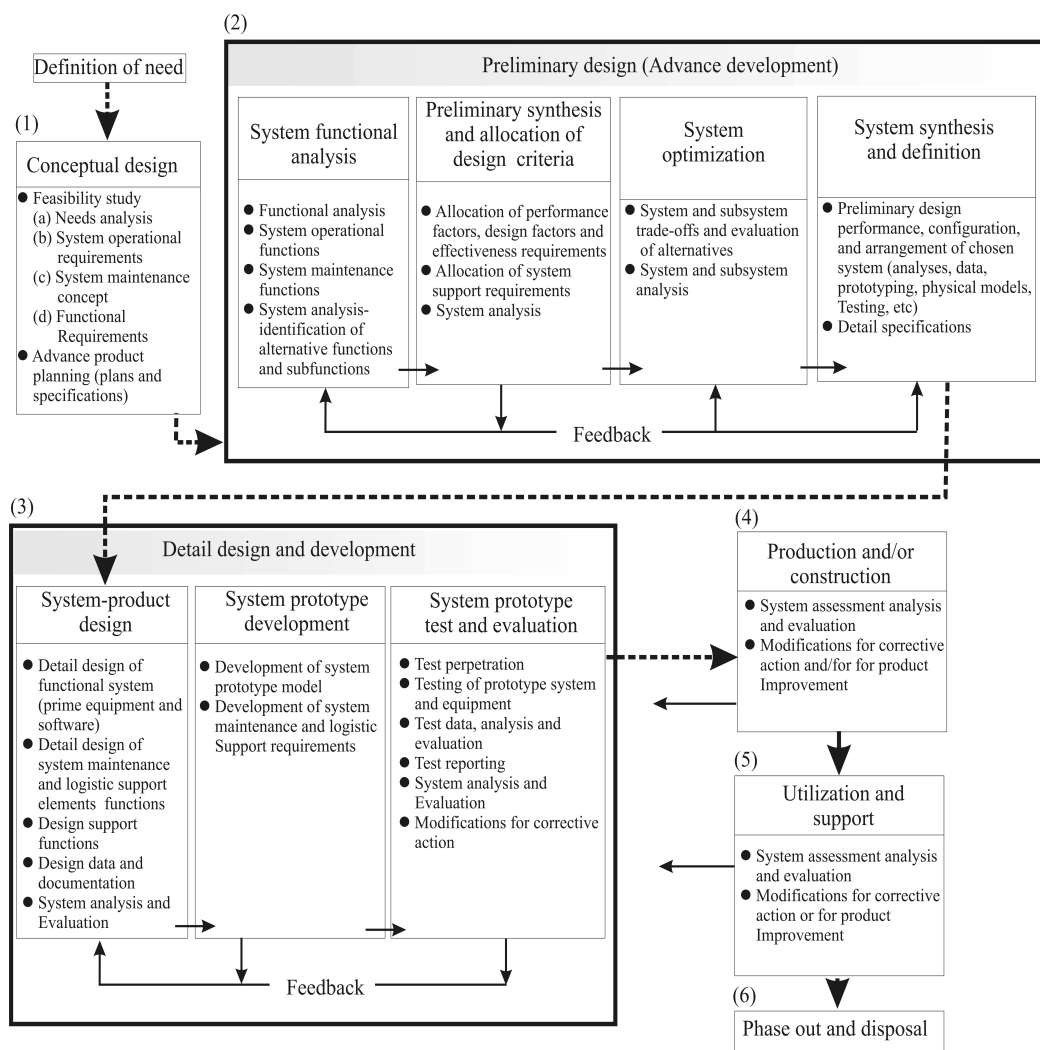 Definition of need
(1)
Conceptual design
● Feasibility study
(a) Needs analysis
(b) System operational
requirements
(c) System maintenance
concept
(d) Functional
Requirements
● Advance product
planning (plans and
specifications)
(2)
Preliminary design (Advance development)
System functional
analysis
● Functional analysis
● System operational
functions
● System maintenance
functions
● System analysis-
identification of
alternative functions
and subfunctions
Preliminary synthesis
and allocation of
design criteria
● Allocation of performance
factors, design factors and
effectiveness requirements
● Allocation of system
support requirements
● System analysis
System
optimization
● System and subsystem
trade-offs and evaluation
of alternatives
● System and subsystem
analysis
System synthesis
and definition
● Preliminary design
performance, configuration,
and arrangement of chosen
system (analyses, data,
prototyping, physical models,
Testing, etc)
● Detail specifications
Feedback
(3)
Detail design and development
System-product
design
● Detail design of
functional system
(prime equipment and
software)
● Detail design of
system maintenance
and logistic support
elements functions
● Design support
functions
● Design data and
documentation
● System analysis and
Evaluation
System prototype
development
● Development of system
prototype model
● Development of system
maintenance and logistic
Support requirements
System prototype
test and evaluation
● Test perpetration
● Testing of prototype system
and equipment
● Test data, analysis and
evaluation
● Test reporting
● System analysis and
Evaluation
● Modifications for corrective
action
Feedback
(4)
Production and/or
construction
● System assessment analysis
and evaluation
● Modifications for corrective
action and/for for product
Improvement
(5)
Utilization and
support
● System assessment analysis
and evaluation
● Modifications for corrective
action or for product
Improvement
(6)
Phase out and disposal